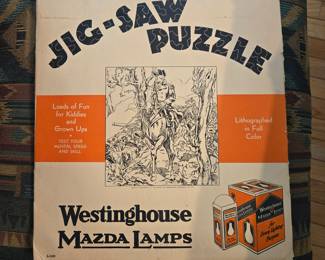 JIG-SAW
PUZZLE
Loads of Fun
for Kiddies
and
Grown Ups
TEST YOUR
MENTAL SPEED
AND SKILL
Lithographed
in Full
Color
Westinghouse
MAZDA LAMPS